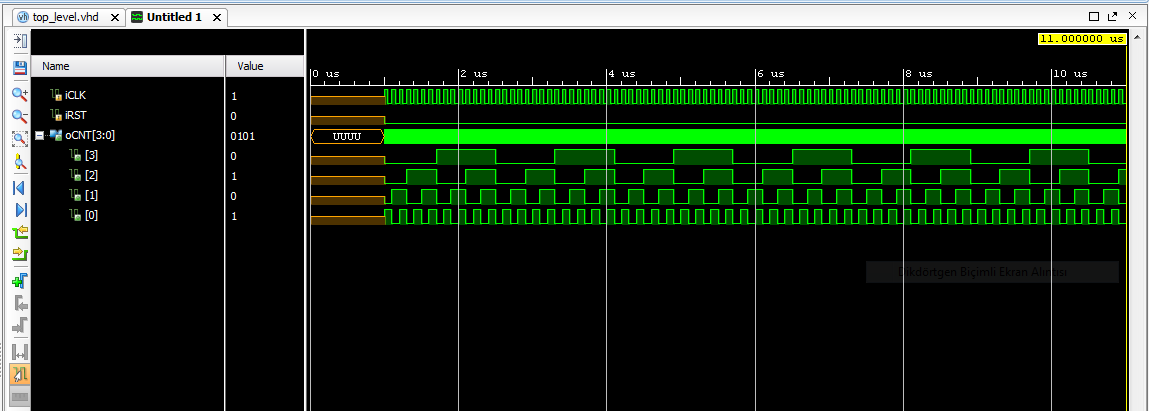 top_level.vhd Untitled 1
11.000000 us
Name Value
0 us 2 us 4 us 6 us 8 us 10 us
iCLK 1
iRST 0
oCNT[3:0] 0101 UUUU
[3] 0
[2] 1
[1] 0
[0] 1
Dikdörtgen Biçimli Ekran Alıntısı